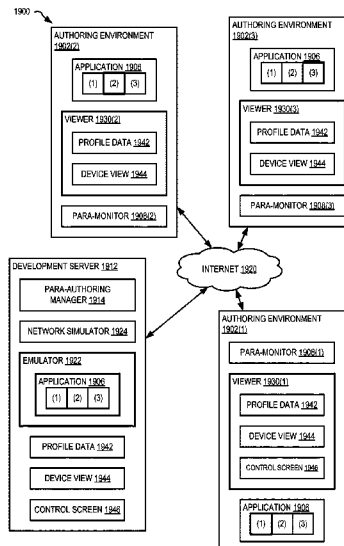 1900
AUTHORING ENVIRONMENT
1902(2)
APPLICATION 1906
(1) (2) (3)
VIEWER 1930(2)
PROFILE DATA 1942
DEVICE VIEW 1944
PARA-MONITOR 1908(2)
AUTHORING ENVIRONMENT
1902(3)
APPLICATION 1906
(1) (2) (3)
VIEWER 1930(3)
PROFILE DATA 1942
DEVICE VIEW 1944
PARA-MONITOR 1908(3)
INTERNET 1920
DEVELOPMENT SERVER 1912
PARA-AUTHORING
MANAGER 1914
NETWORK SIMULATOR 1924
EMULATOR 1922
APPLICATION 1906
(1) (2) (3)
PROFILE DATA 1942
DEVICE VIEW 1944
CONTROL SCREEN 1946
AUTHORING ENVIRONMENT
1902(1)
PARA-MONITOR 1908(1)
VIEWER 1930(1)
PROFILE DATA 1942
DEVICE VIEW 1944
CONTROL SCREEN 1946
APPLICATION 1906
(1) (2) (3)